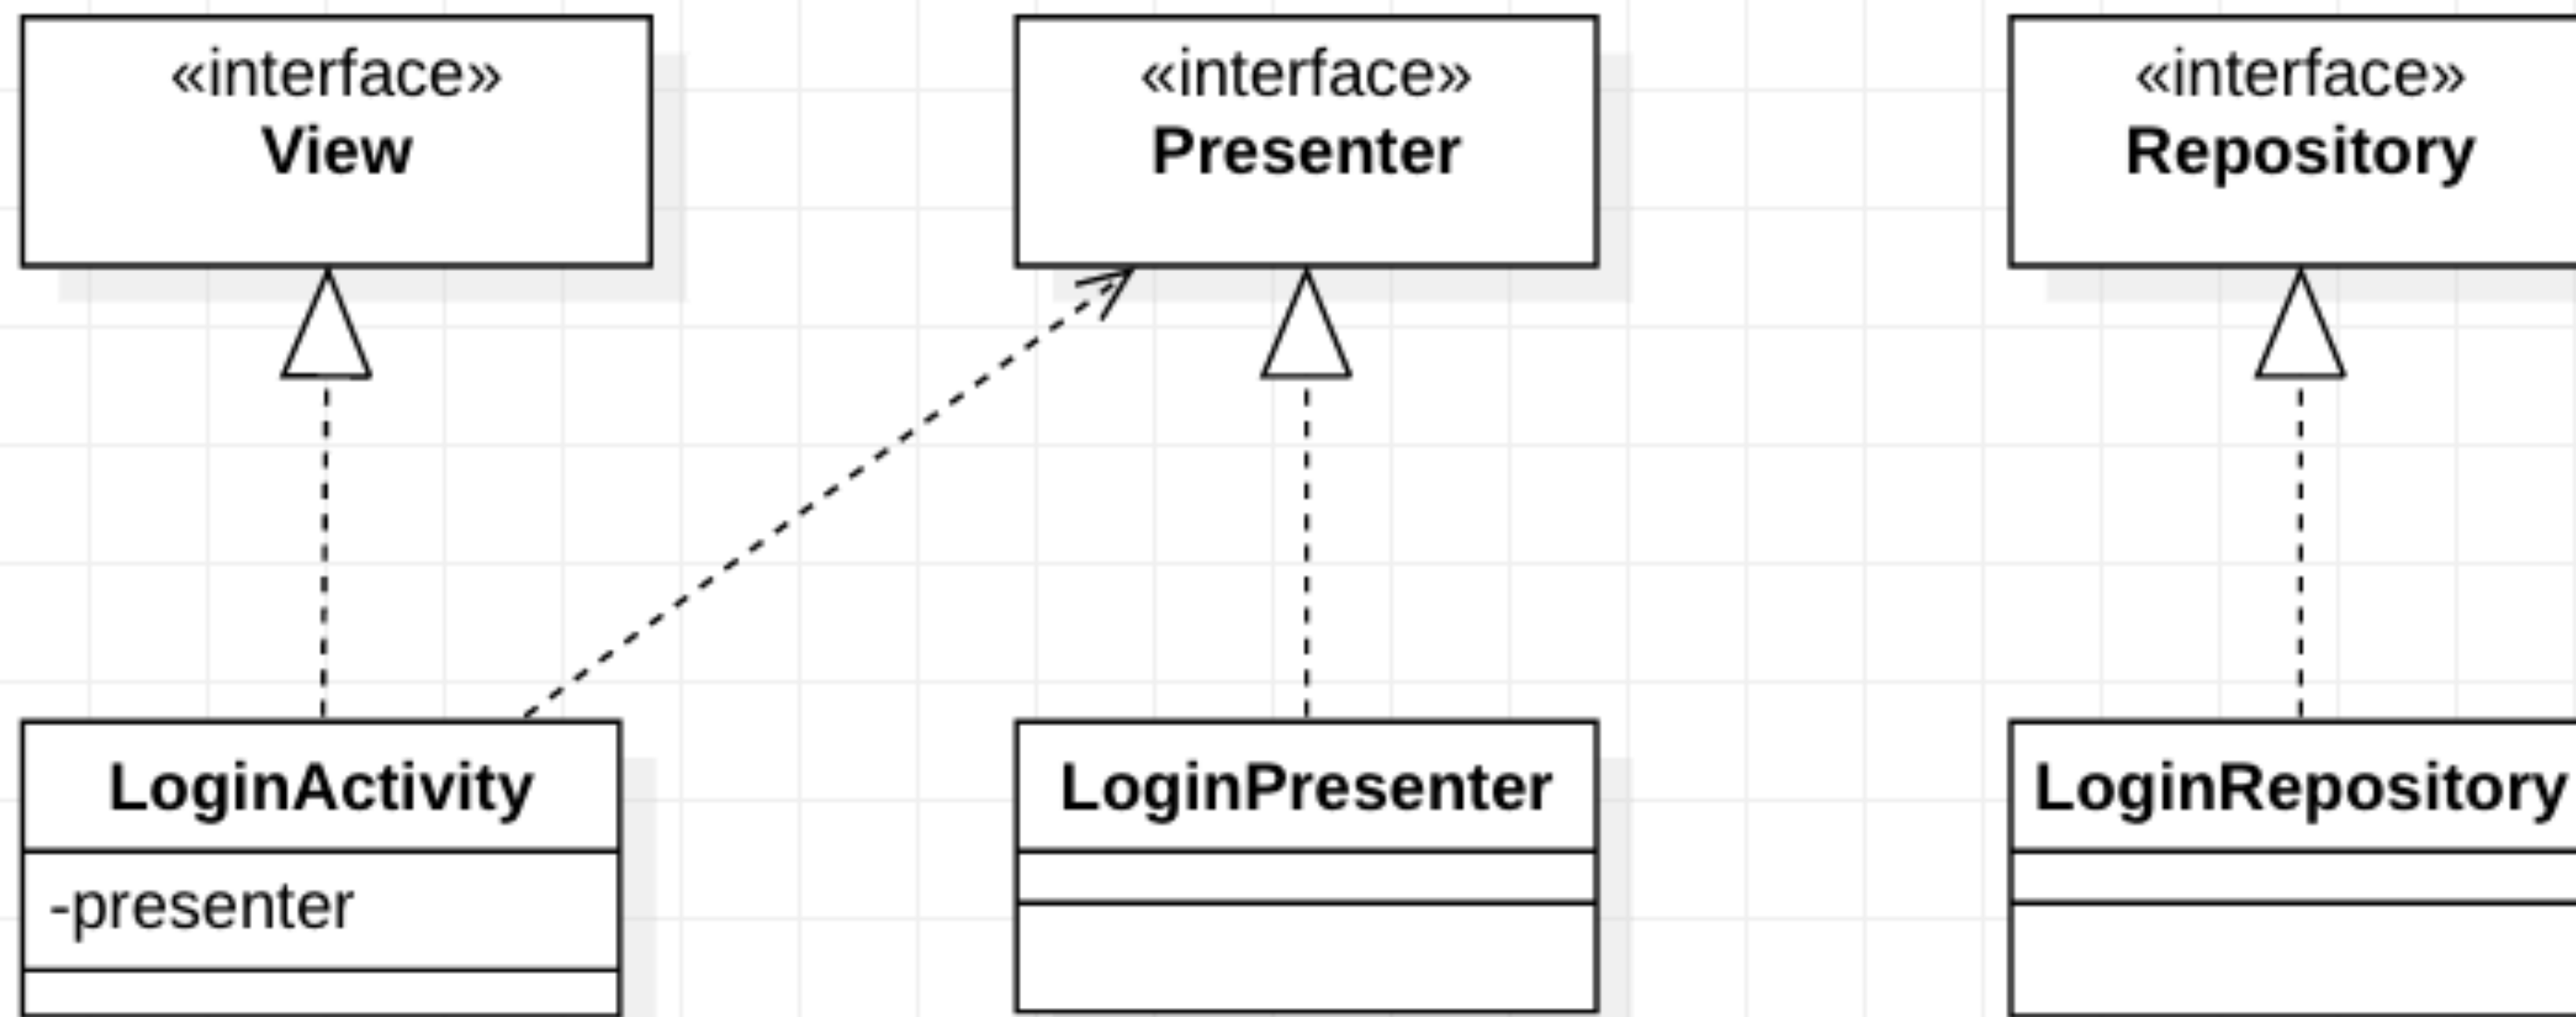 «interface»
View
«interface»
Presenter
«interface»
Repository
LoginActivity
-presenter
LoginPresenter
LoginRepository